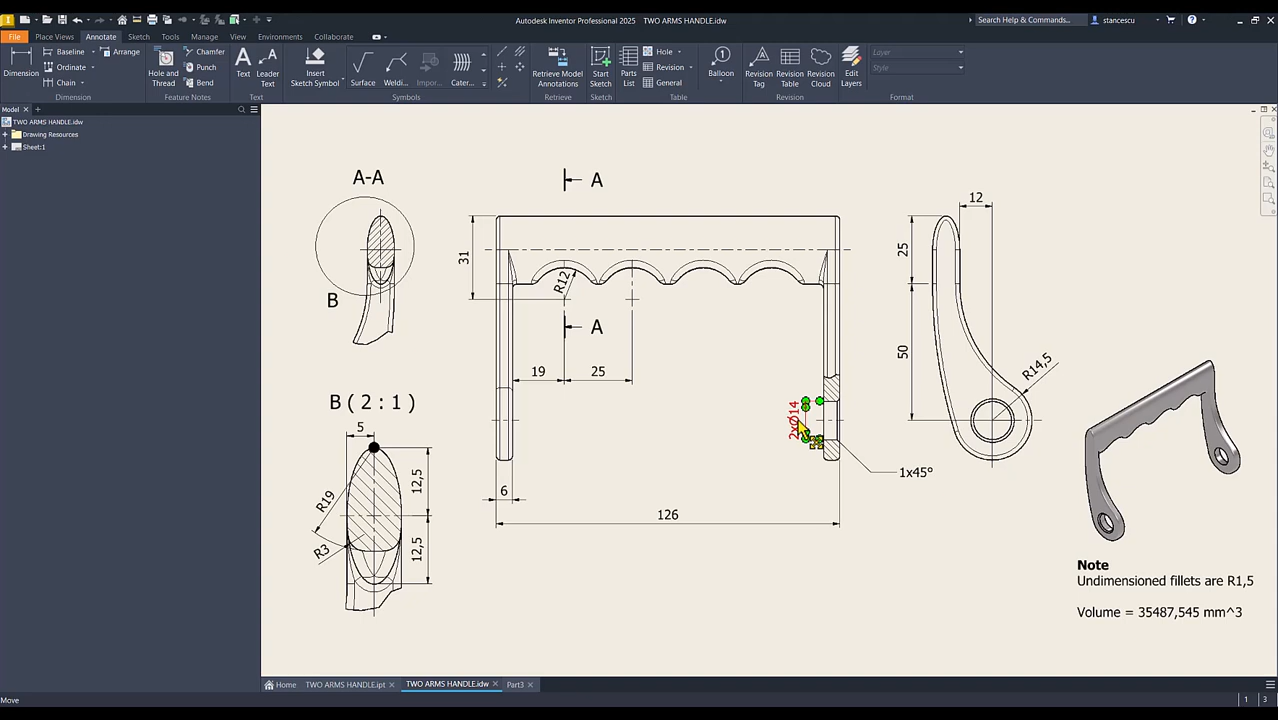 Autodesk Inventor Professional 2025 TWO ARMS HANDLE.idw
Search Help & Commands...
stancescu
File Place Views Annotate Sketch Tools Manage View Environments Collaborate
Dimension
Baseline
Ordinate
Chain
Arrange
Dimension
Hole and Thread
Chamfer
Punch
Bend
Feature Notes
Text
Leader Text
Text
Insert Sketch Symbol
Surface
Weldi...
Impor...
Cater...
Symbols
Retrieve Model Annotations
Retrieve
Start Sketch
Sketch
Parts List
Hole
Revision
General
Table
Balloon
Revision Tag
Revision Table
Revision Cloud
Revision
Edit Layers
Layer
Style
Format
Model
TWO ARMS HANDLE.idw
Drawing Resources
Sheet:1
A-A
B
B ( 2 : 1 )
5
R19
R3
12,5
12,5
A
A
31
R12
19
25
6
126
2xØ14
1x45°
12
25
50
R14,5
Note
Undimensioned fillets are R1,5
Volume = 35487,545 mm^3
Home TWO ARMS HANDLE.ipt TWO ARMS HANDLE.idw Part3
Move
1 3